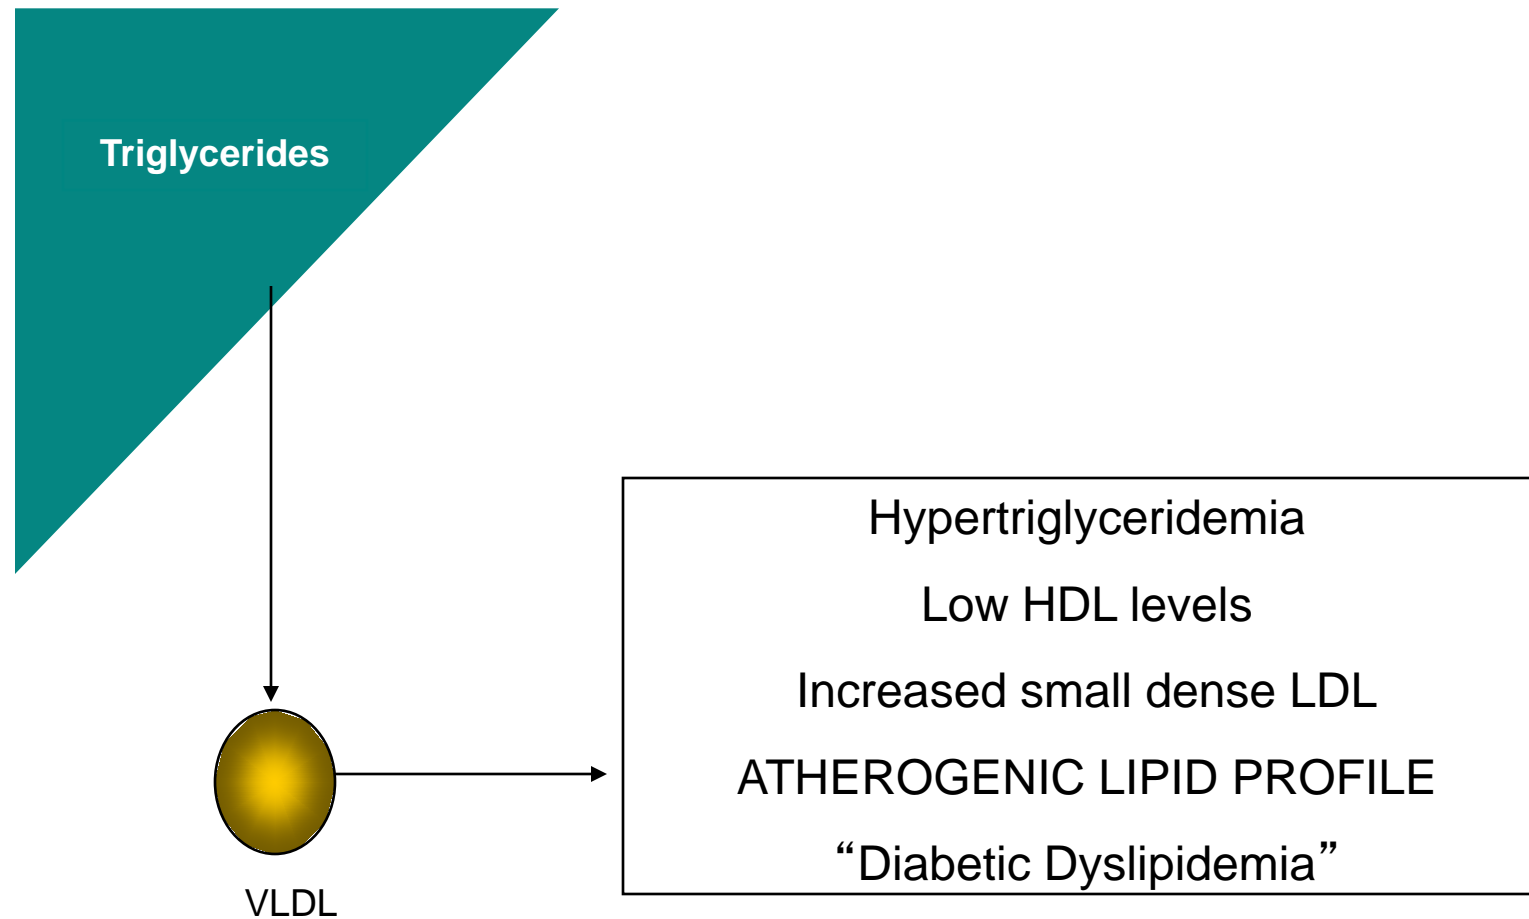 Triglycerides
Hypertriglyceridemia
Low HDL levels
Increased small dense LDL
ATHEROGENIC LIPID PROFILE
“Diabetic Dyslipidemia”
VLDL